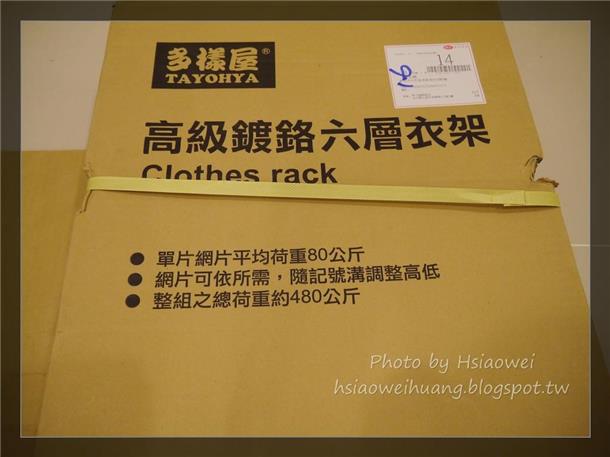 多樣屋®
TAYOHYA
14
高級鍍鉻六層衣架
Clothes rack
● 單片網片平均荷重80公斤
● 網片可依所需，隨記號溝調整高低
● 整組之總荷重約480公斤
Photo by Hsiaowei
hsiaoweihuang.blogspot.tw